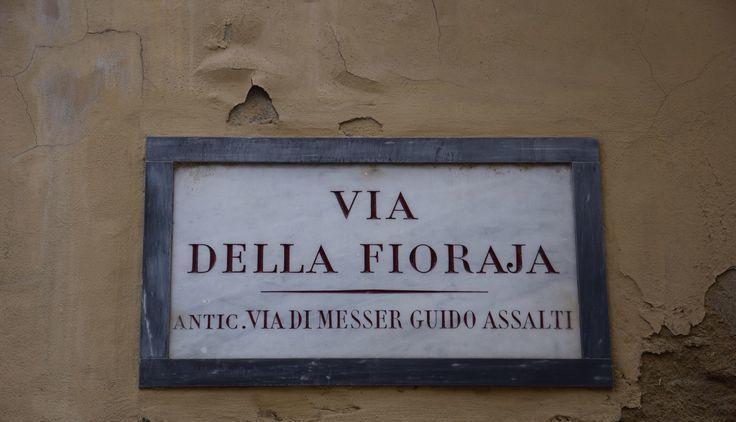 VIA
DELLA FIORAJA
ANTIC. VIA DI MESSER GUIDO ASSALTI